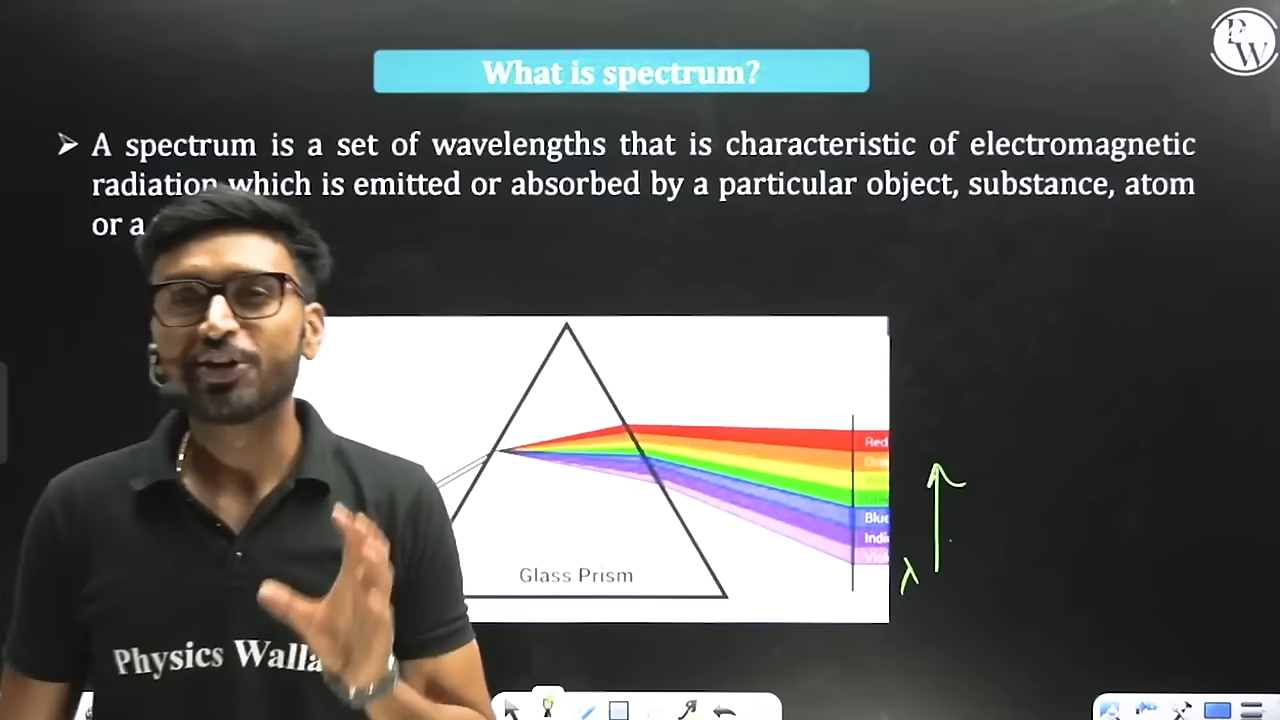 PW
What is spectrum?
A spectrum is a set of wavelengths that is characteristic of electromagnetic
radiation which is emitted or absorbed by a particular object, substance, atom
or a
Red
Blue
Glass Prism
λ
Physics Walla